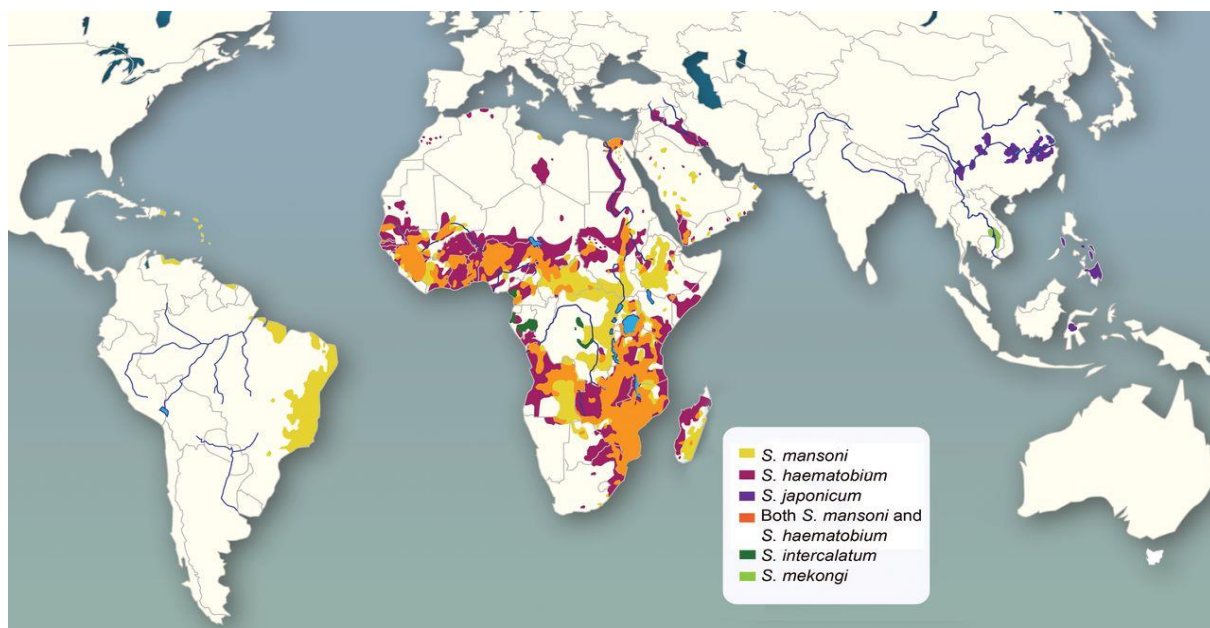 S. mansoni
S. haematobium
S. japonicum
Both S. mansoni and
S. haematobium
S. intercalatum
S. mekongi